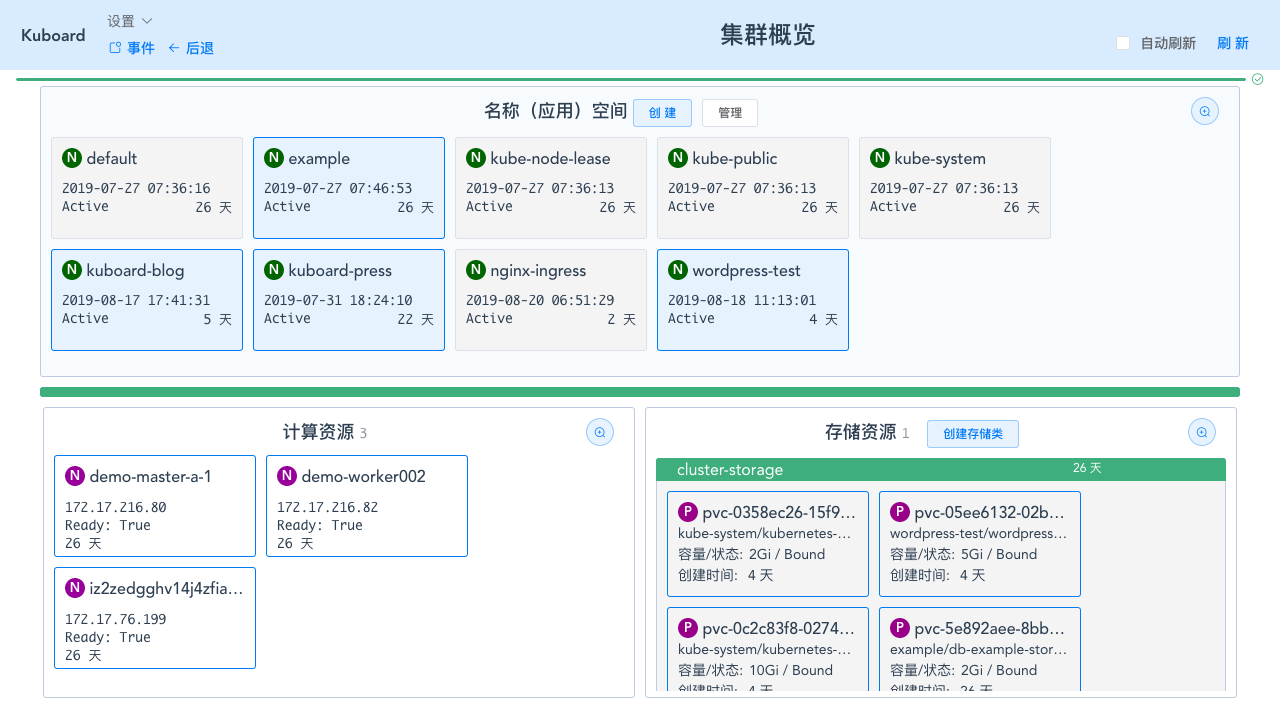 Kuboard
设置
事件 后退
集群概览
自动刷新 刷 新
名称（应用）空间 创 建 管理
N default
2019-07-27 07:36:16
Active 26 天
N example
2019-07-27 07:46:53
Active 26 天
N kube-node-lease
2019-07-27 07:36:13
Active 26 天
N kube-public
2019-07-27 07:36:13
Active 26 天
N kube-system
2019-07-27 07:36:13
Active 26 天
N kuboard-blog
2019-08-17 17:41:31
Active 5 天
N kuboard-press
2019-07-31 18:24:10
Active 22 天
N nginx-ingress
2019-08-20 06:51:29
Active 2 天
N wordpress-test
2019-08-18 11:13:01
Active 4 天
计算资源 3
N demo-master-a-1
172.17.216.80
Ready: True
26 天
N demo-worker002
172.17.216.82
Ready: True
26 天
N iz2zedgghv14j4zfia...
172.17.76.199
Ready: True
26 天
存储资源 1 创建存储类
cluster-storage 26 天
P pvc-0358ec26-15f9...
kube-system/kubernetes-...
容量/状态: 2Gi / Bound
创建时间: 4 天
P pvc-05ee6132-02b...
wordpress-test/wordpress...
容量/状态: 5Gi / Bound
创建时间: 4 天
P pvc-0c2c83f8-0274...
kube-system/kubernetes-...
容量/状态: 10Gi / Bound
创建时间: 4 天
P pvc-5e892aee-8bb...
example/db-example-stor...
容量/状态: 2Gi / Bound
创建时间: 26 天